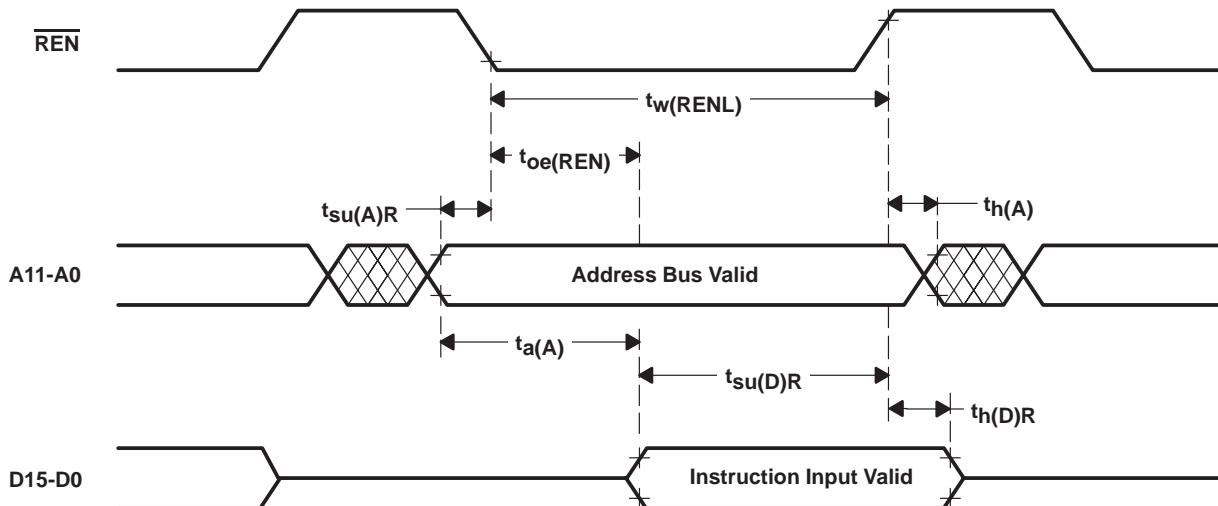 REN
tw(RENL)
toe(REN)
tsu(A)R
th(A)
A11-A0
Address Bus Valid
ta(A)
tsu(D)R
th(D)R
D15-D0
Instruction Input Valid